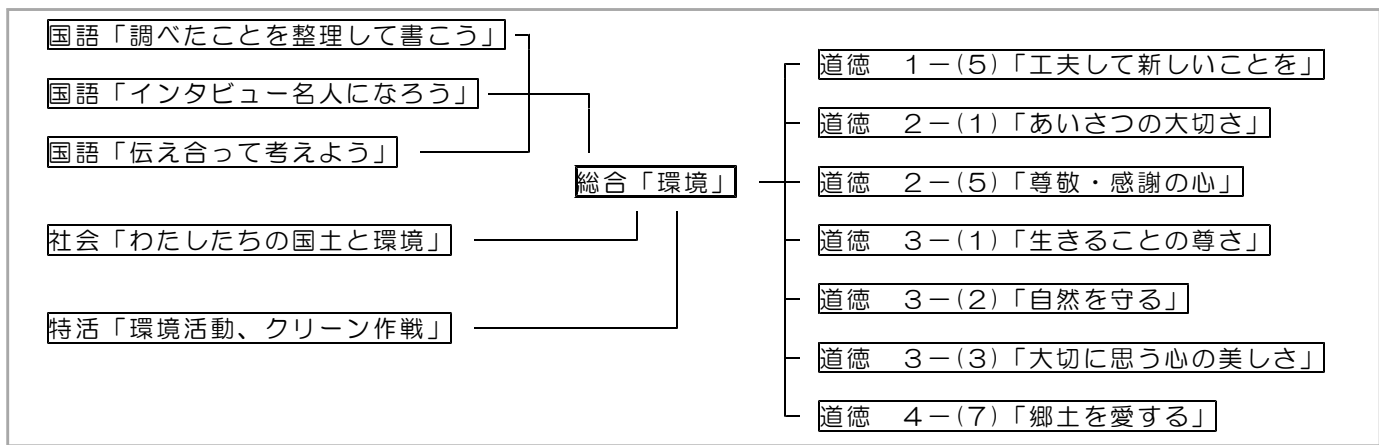 国語「調べたことを整理して書こう」
国語「インタビュー名人になろう」
国語「伝え合って考えよう」
総合「環境」
社会「わたしたちの国土と環境」
特活「環境活動、クリーン作戦」
道徳　１－(５)「工夫して新しいことを」
道徳　２－(１)「あいさつの大切さ」
道徳　２－(５)「尊敬・感謝の心」
道徳　３－(１)「生きることの尊さ」
道徳　３－(２)「自然を守る」
道徳　３－(３)「大切に思う心の美しさ」
道徳　４－(７)「郷土を愛する」